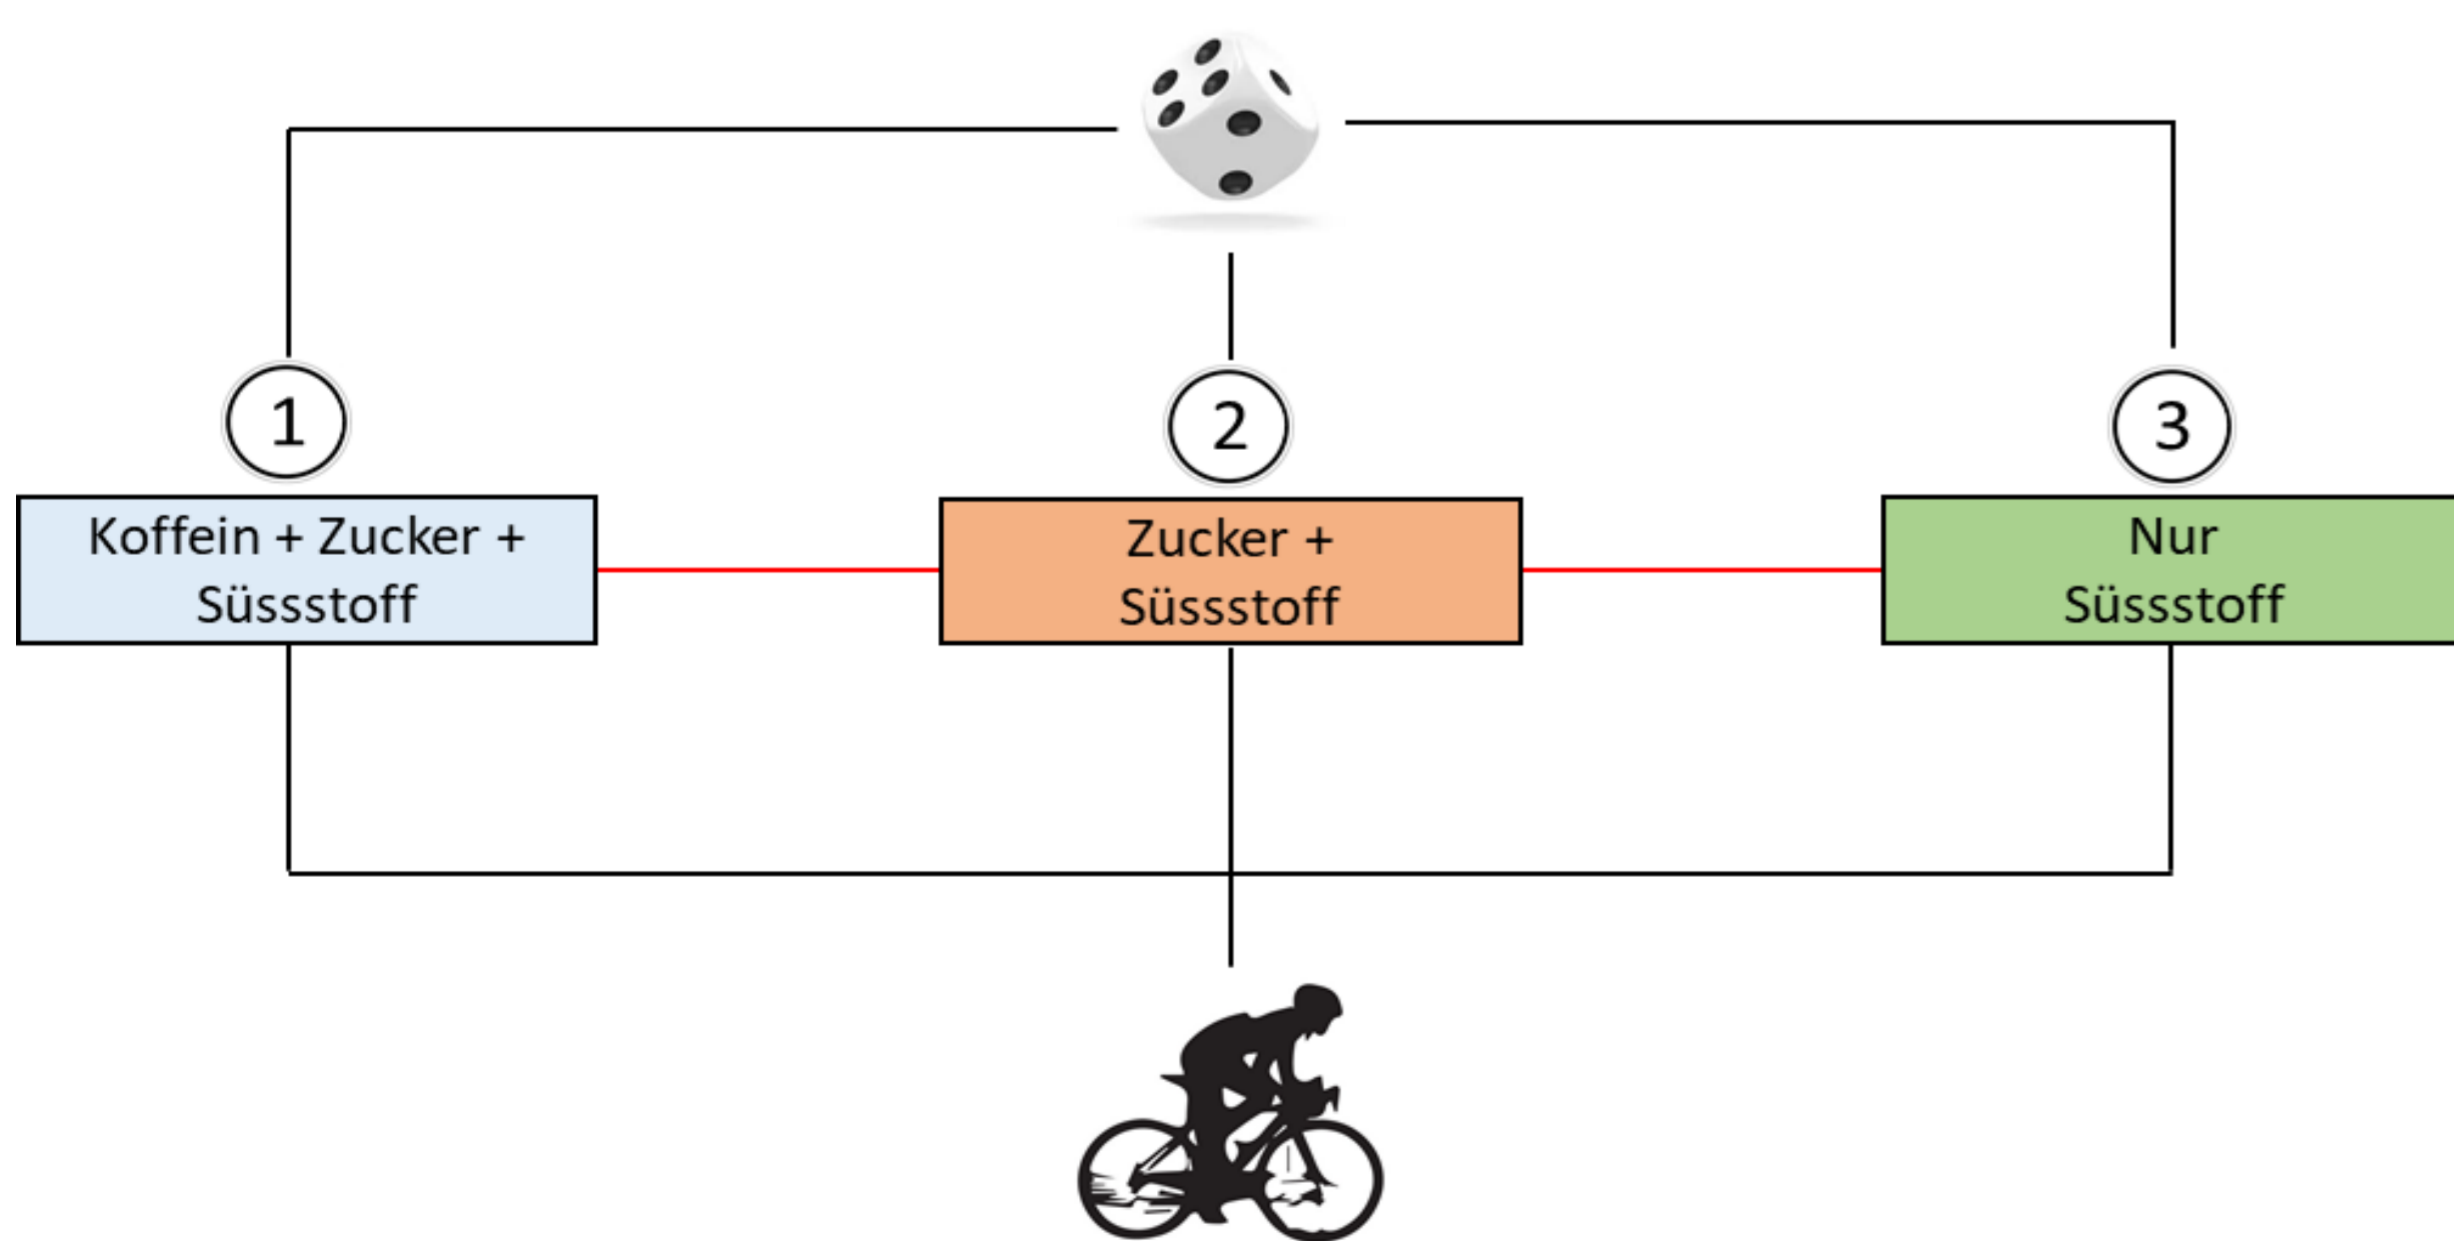 1
2
3
Koffein + Zucker +
Süssstoff
Zucker +
Süssstoff
Nur
Süssstoff